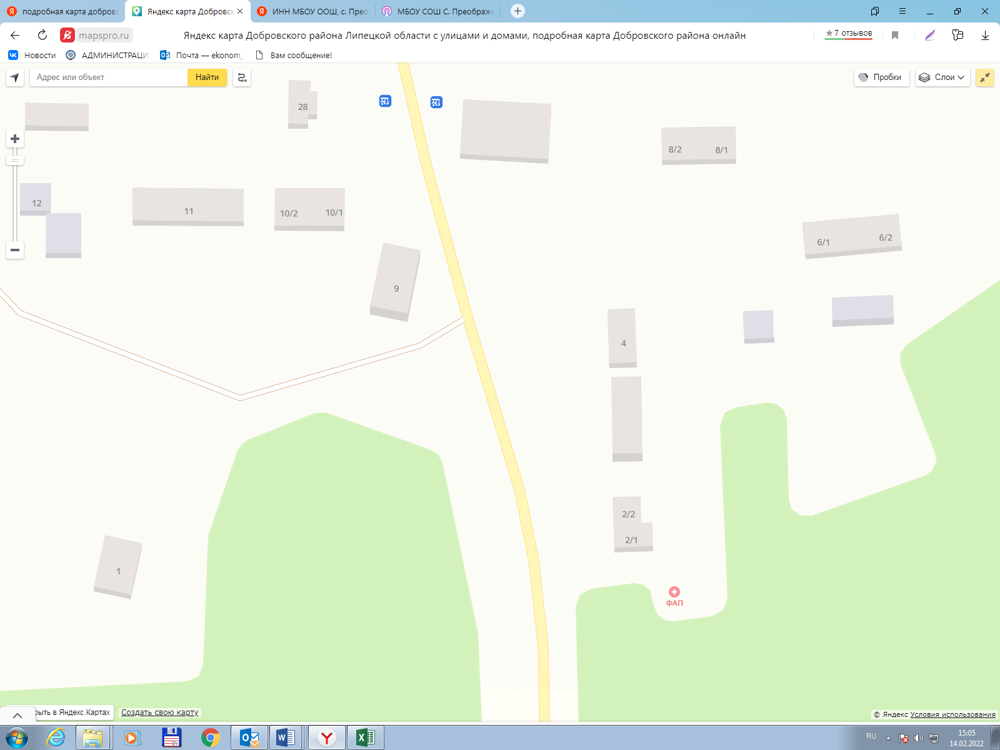 подробная карта добровс
Яндекс карта Добровск
ИНН МБОУ ООШ, с. Прео
МБОУ СОШ С. Преображе
mapspro.ru
Яндекс карта Добровского района Липецкой области с улицами и домами, подробная карта Добровского района онлайн
7 отзывов
Новости
АДМИНИСТРАЦИ
Почта — ekonom_
Вам сообщение!
Адрес или объект
Найти
Пробки
Слои
28
8/2
8/1
12
11
10/2
10/1
6/1
6/2
9
4
2/2
2/1
1
ФАП
ыть в Яндекс.Картах
Создать свою карту
© Яндекс Условия использования
RU
15:05
14.02.2022